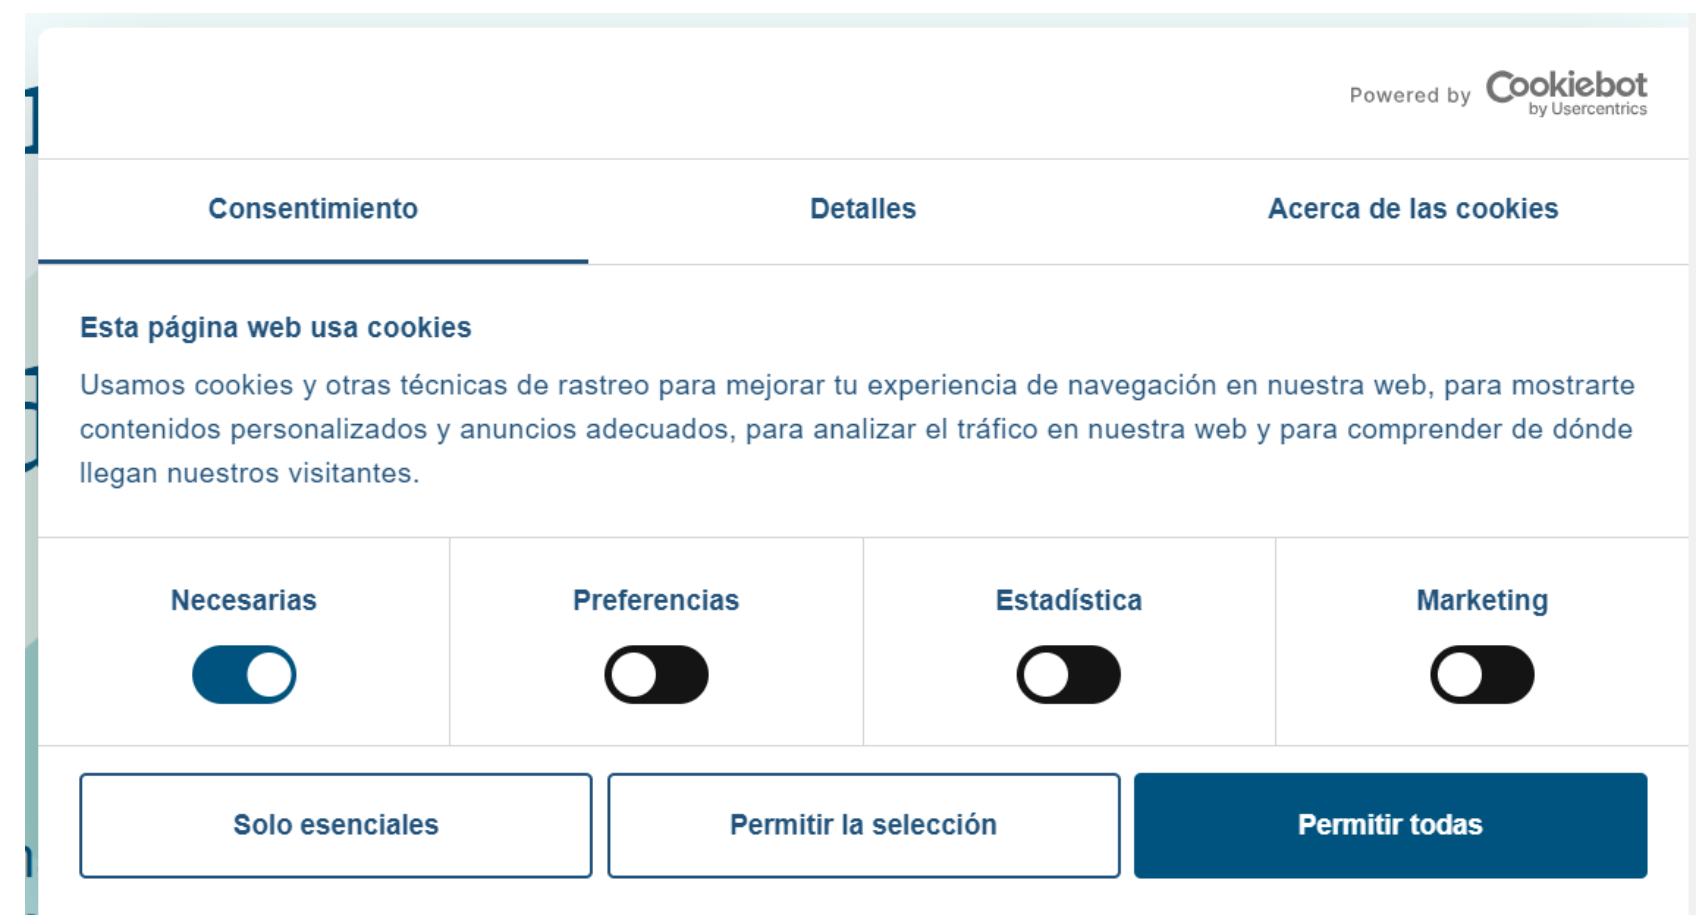 Powered by Cookiebot
by Usercentrics
Consentimiento
Detalles
Acerca de las cookies
Esta página web usa cookies
Usamos cookies y otras técnicas de rastreo para mejorar tu experiencia de navegación en nuestra web, para mostrarte
contenidos personalizados y anuncios adecuados, para analizar el tráfico en nuestra web y para comprender de dónde
llegan nuestros visitantes.
Necesarias
Preferencias
Estadística
Marketing
Solo esenciales
Permitir la selección
Permitir todas